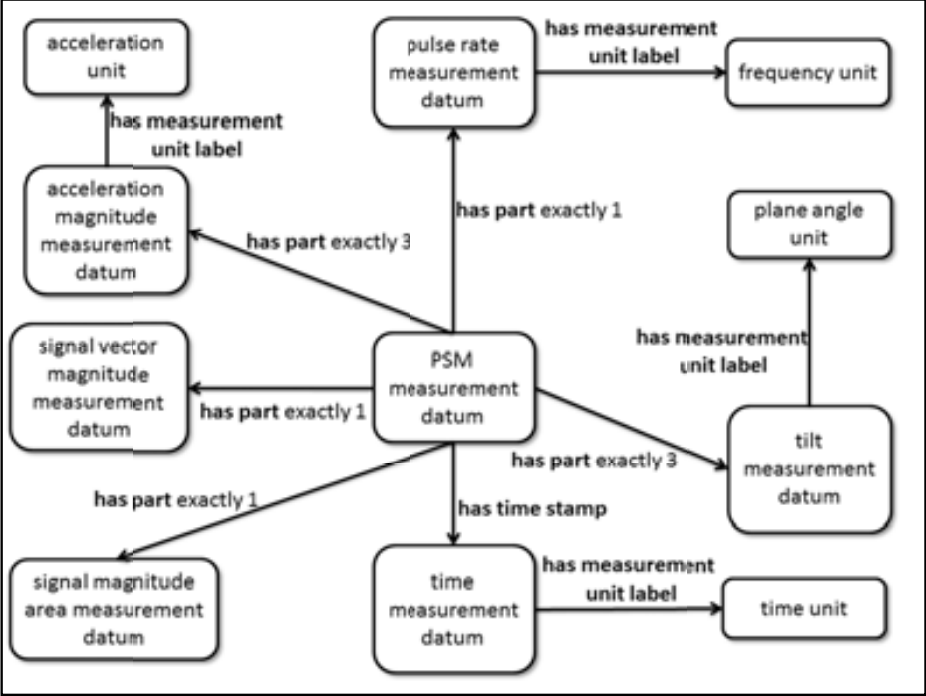 acceleration
unit
has measurement
unit label
acceleration
magnitude
measurement
datum
pulse rate
measurement
datum
has measurement
unit label
frequency unit
has part exactly 3
has part exactly 1
plane angle
unit
has measurement
unit label
signal vector
magnitude
measurement
datum
has part exactly 1
PSM
measurement
datum
has part exactly 3
tilt
measurement
datum
has part exactly 1
has time stamp
signal magnitude
area measurement
datum
time
measurement
datum
has measurement
unit label
time unit